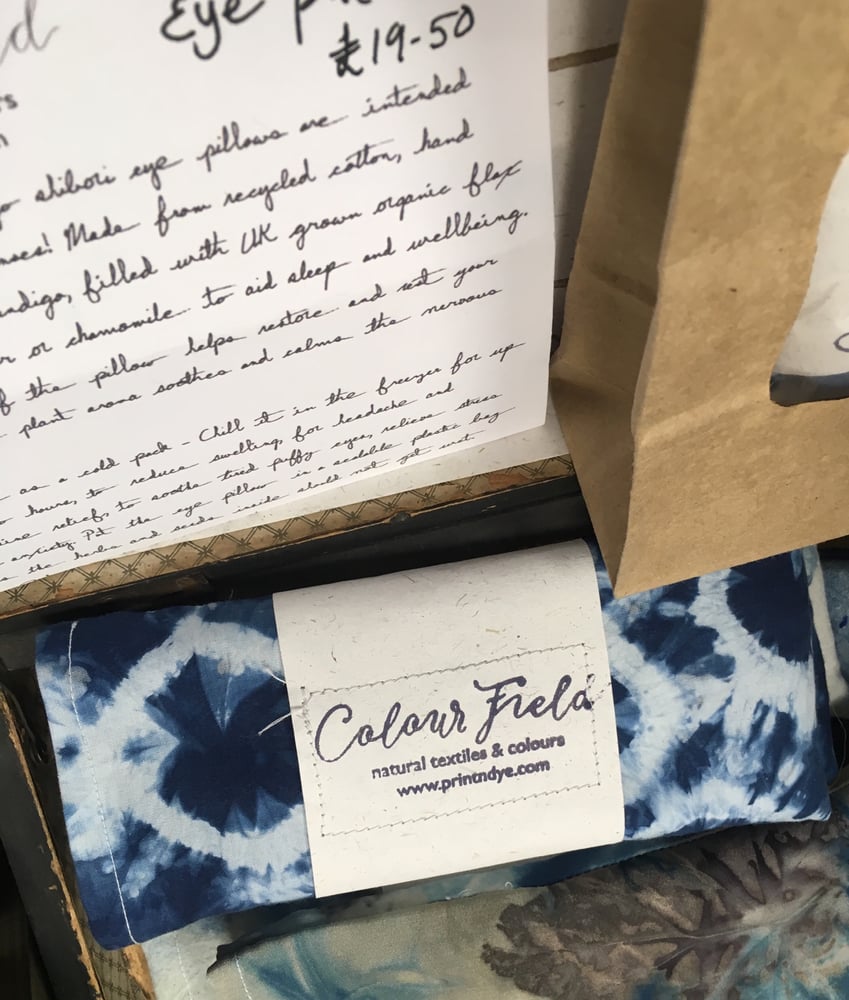 d
Eye
£19-50
rs
shibori eye pillows are intended
Made from recycled cotton, hand
indigo, filled with UK grown organic flax
r or chamomile to aid sleep and wellbeing.
f the pillow helps restore and rest your
plant aroma soothes and calms the nervous
as a cold pack - Chill it in the freezer for up
hours, to reduce swelling, for headache and
relief, to soothe tired puffy eyes, relieve stress
anxiety. Put the eye pillow in a sealable plastic bag
the herbs and seeds inside should not get wet.
Colour Field
natural textiles & colours
www.printndye.com